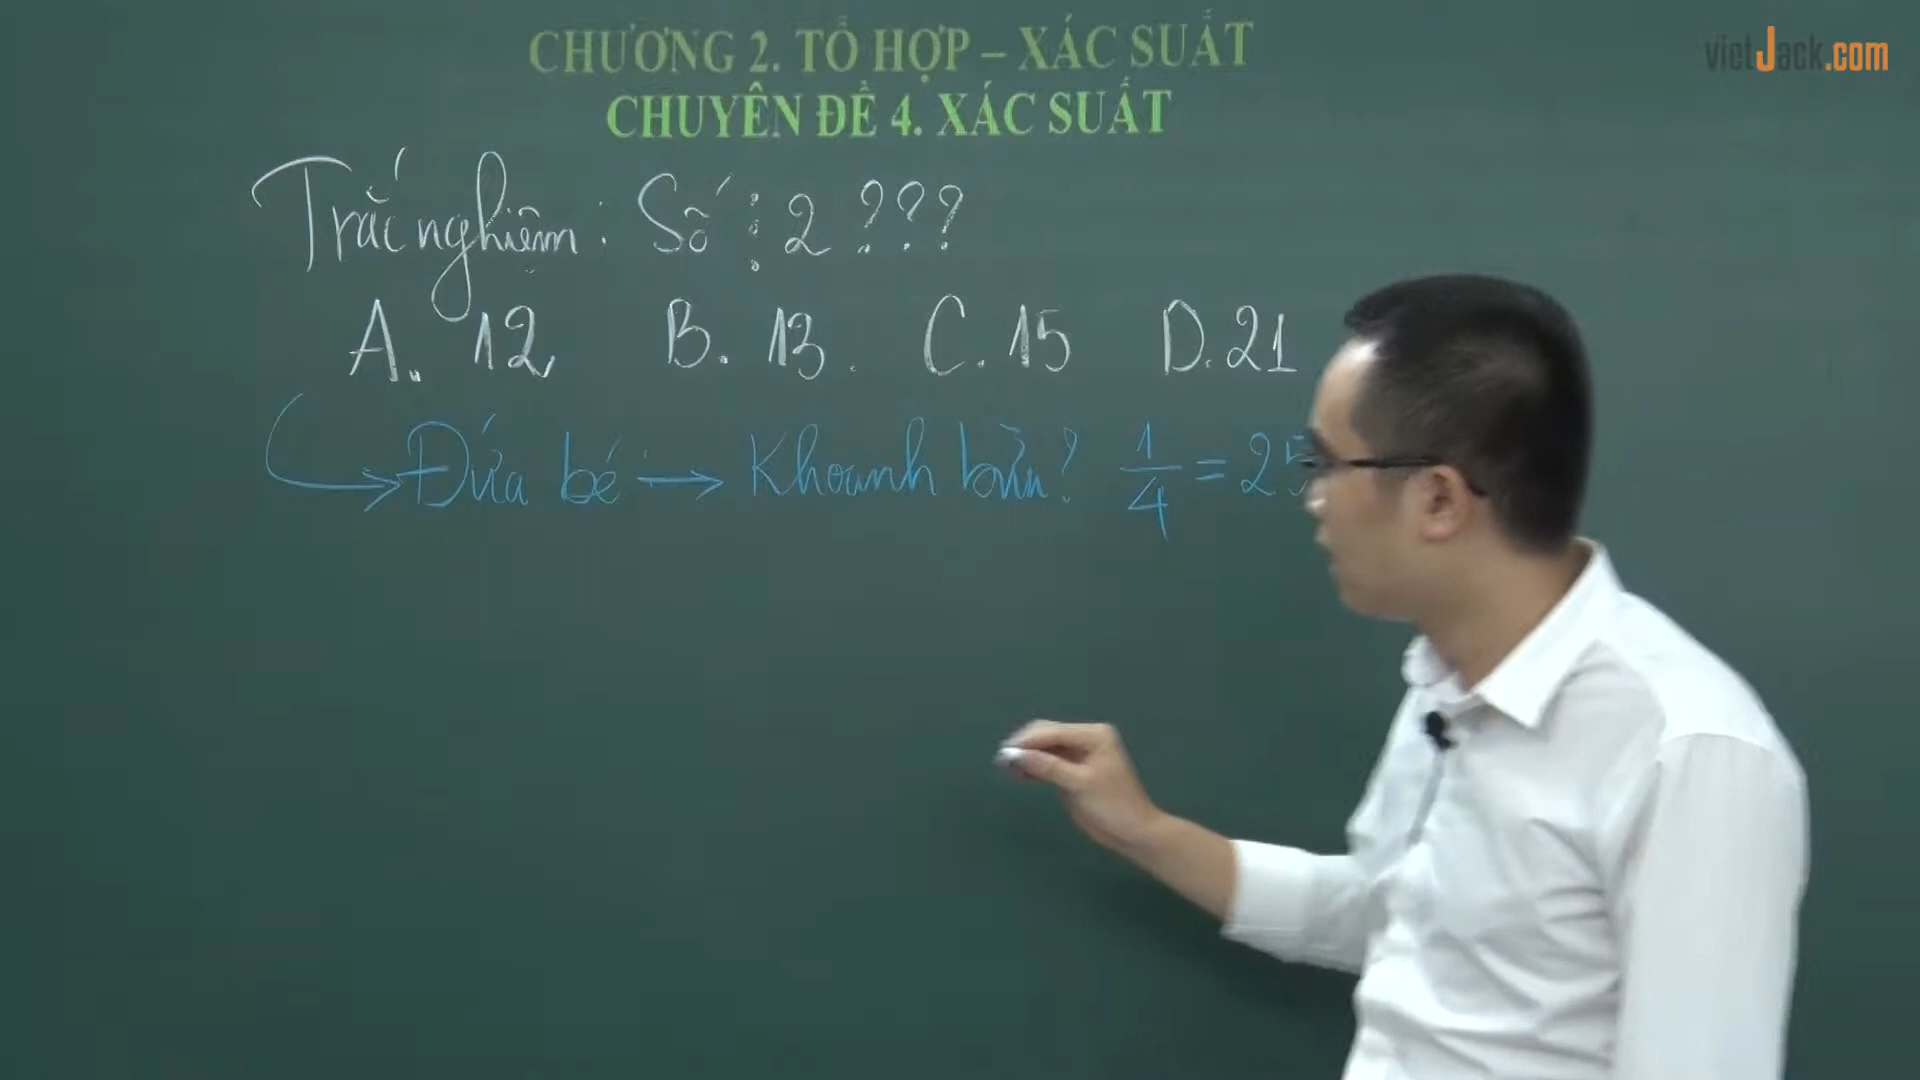 vietJack.com
CHƯƠNG 2. TỔ HỢP – XÁC SUẤT
CHUYÊN ĐỀ 4. XÁC SUẤT
Trắc nghiệm : Số ⋮ 2 ???
A. 12 B. 13. C. 15 D. 21
Đứa bé → Khoanh bừa? 1/4 = 25